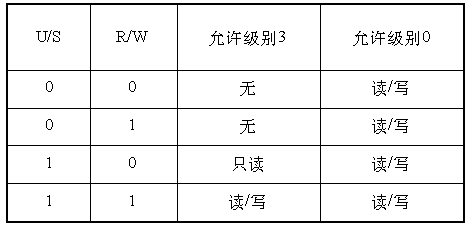 U/S R/W 允许级别3 允许级别0
0 0 无 读/写
0 1 无 读/写
1 0 只读 读/写
1 1 读/写 读/写